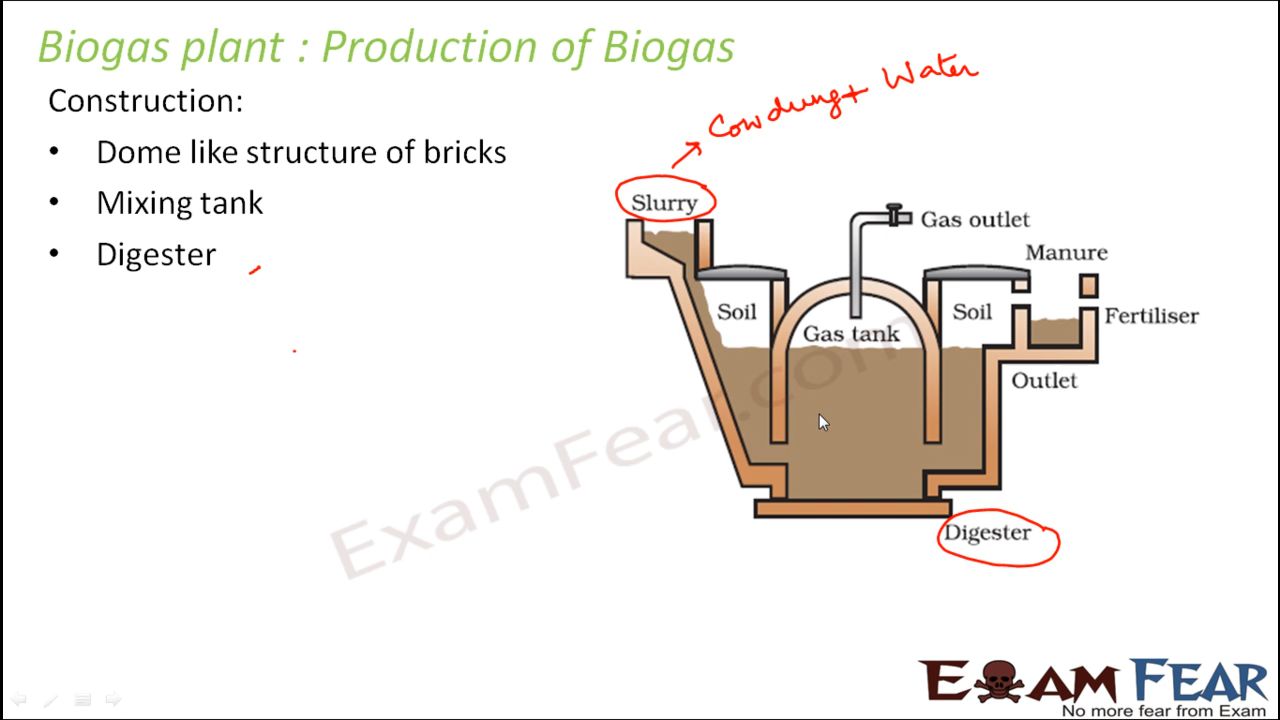 Biogas plant : Production of Biogas
Construction:
• Dome like structure of bricks
• Mixing tank
• Digester
Cowdung + Water
Slurry
Gas outlet
Manure
Soil
Gas tank
Soil
Fertiliser
Outlet
Digester
ExamFear.com
EXAM FEAR
No more fear from Exam